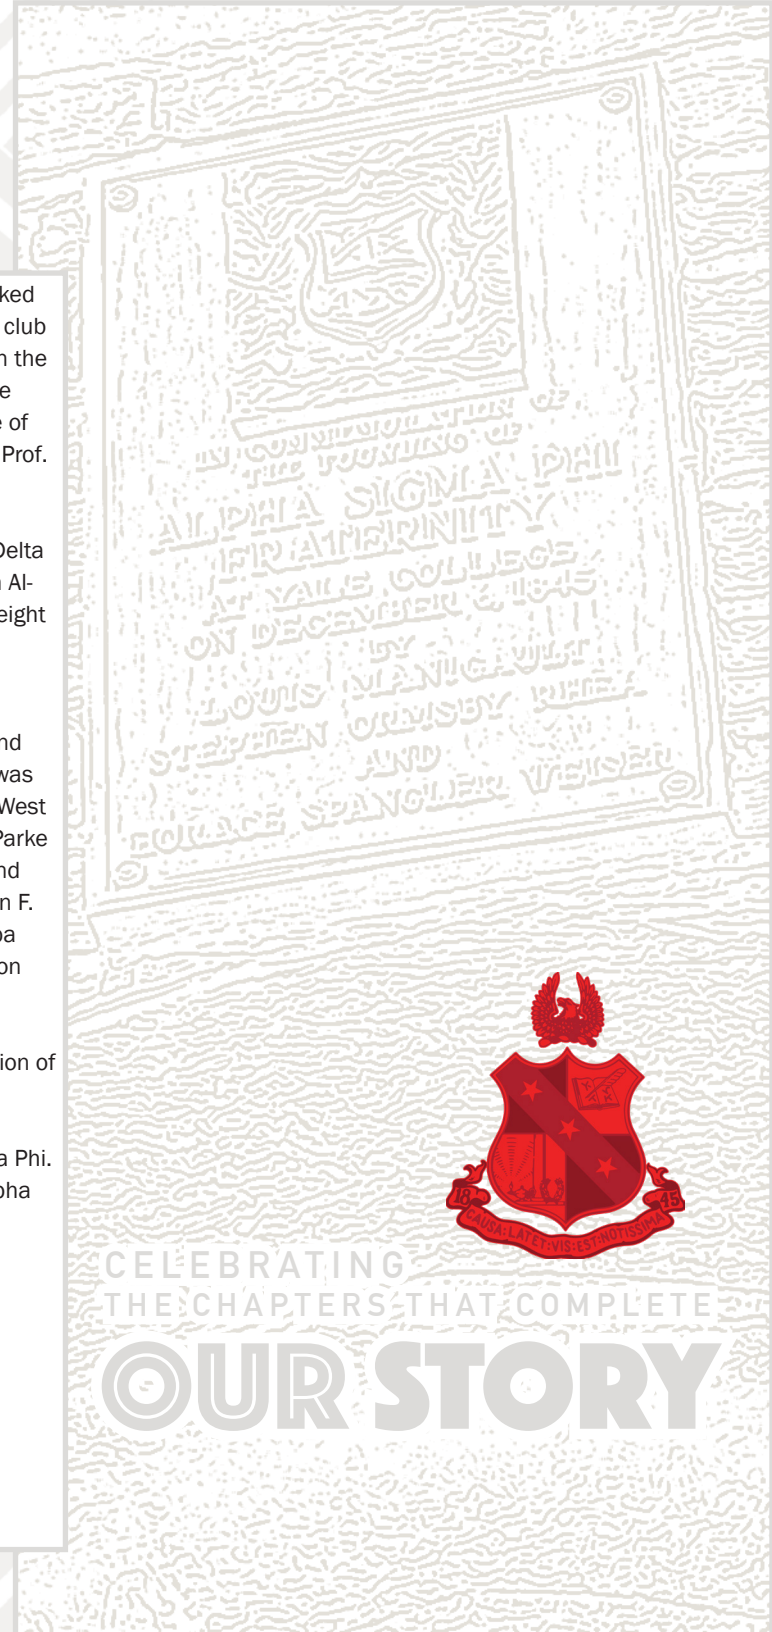 ked
club
n the
e
e of
Prof.
Delta
n Al-
eight
nd
was
West
Parke
nd
n F.
pa
on
ion of
a Phi.
pha
IN COMMEMORATION OF
THE FOUNDING OF
ALPHA SIGMA PHI
FRATERNITY
AT YALE COLLEGE
ON DECEMBER 6, 1845
BY
LOUIS MANIGAULT
STEPHEN ORMSBY RHEA
AND
HORACE SPANGLER WEISER
18 45
CAUSA:LATET:VIS:EST:NOTISSIMA
CELEBRATING
THE CHAPTERS THAT COMPLETE
OUR STORY